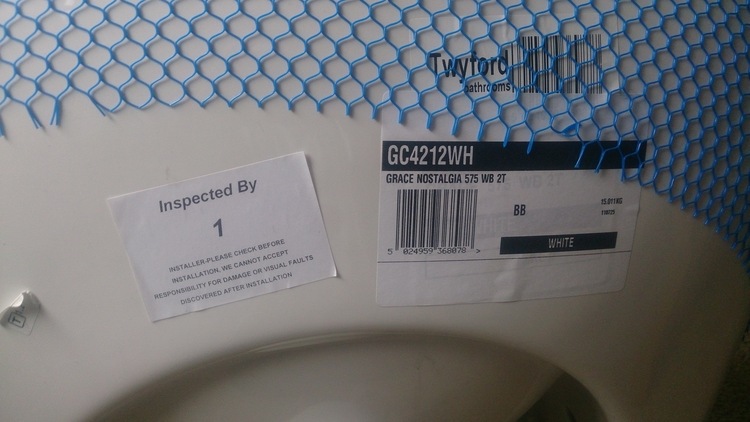 Twyford
bathrooms
GC4212WH
GRACE NOSTALGIA 575 WB 2T
BB
WHITE
5 024959 368078 >
Inspected By
1
INSTALLER-PLEASE CHECK BEFORE
INSTALLATION, WE CANNOT ACCEPT
RESPONSIBILITY FOR DAMAGE OR VISUAL FAULTS
DISCOVERED AFTER INSTALLATION